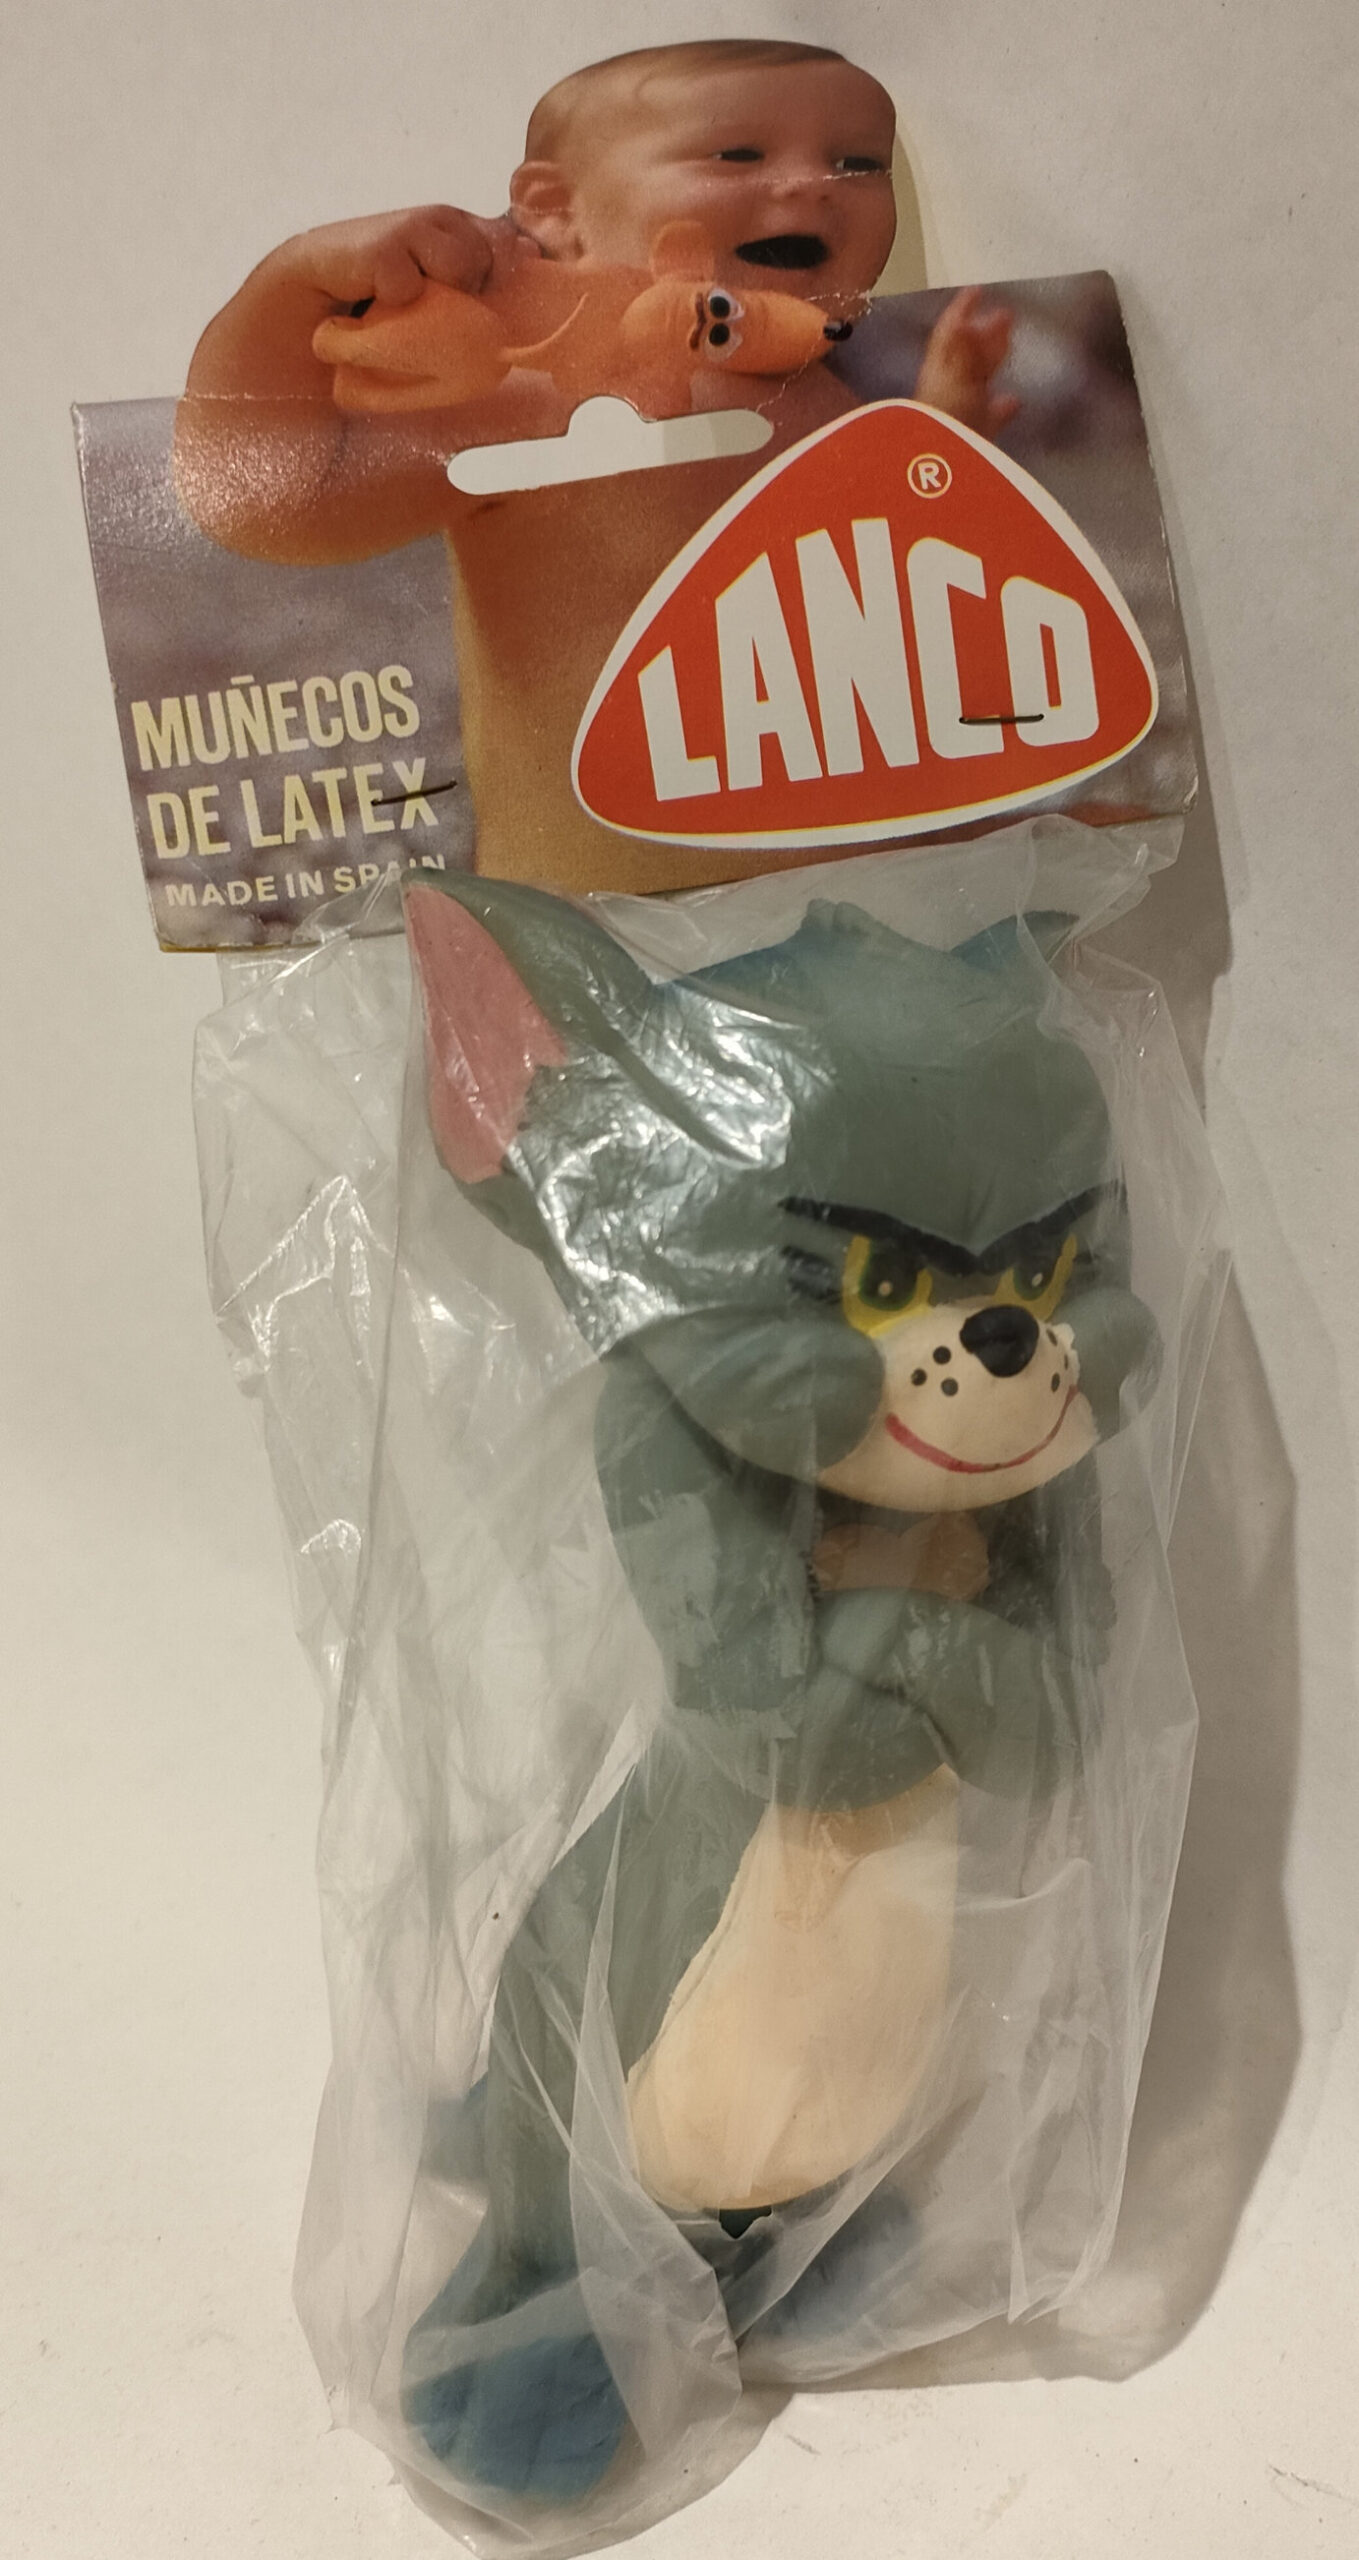 ®
LANCO
MUÑECOS
DE LATEX
MADE IN SPAIN